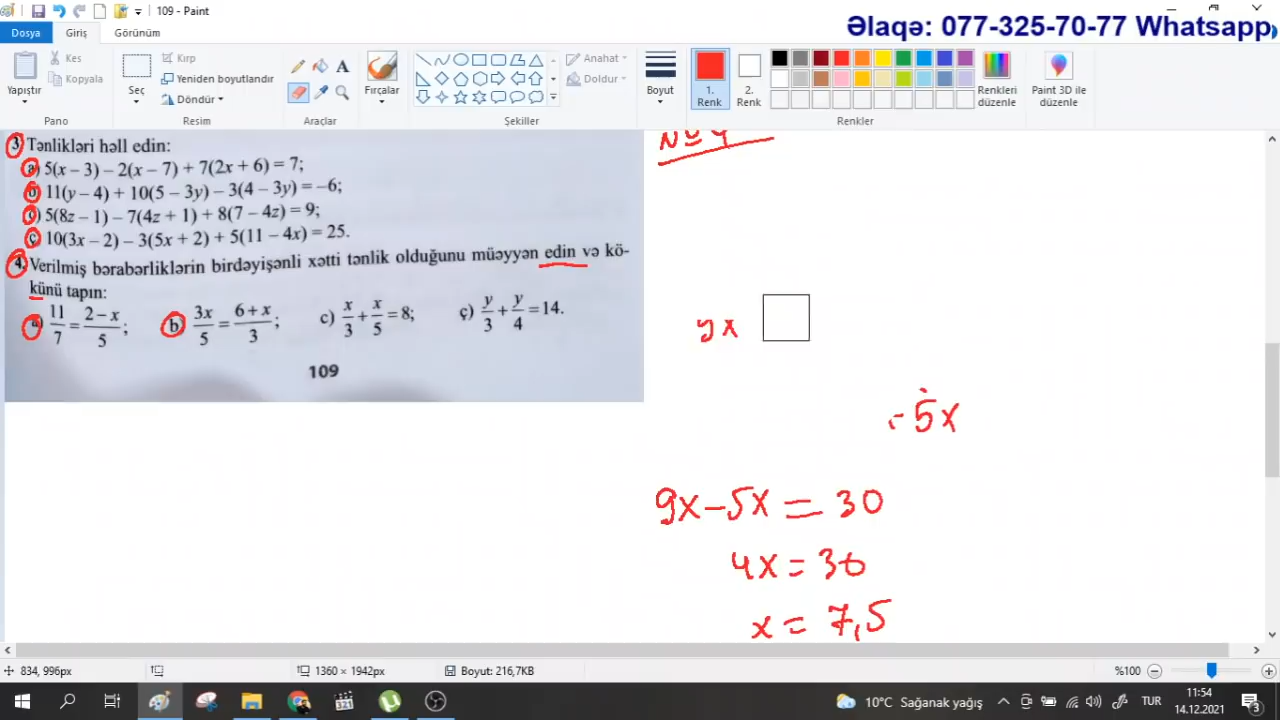 109 - Paint
Əlaqə: 077-325-70-77 Whatsapp
Dosya Giriş Görünüm
Yapıştır
Kes
Kopyala
Seç
Kırp
Yeniden boyutlandır
Döndür
Fırçalar
Anahat
Doldur
Boyut
1. Renk
2. Renk
Renkleri düzenle
Paint 3D ile düzenle
Pano Resim Araçlar Şekiller Renkler
3. Tənlikləri həll edin:
a) 5(x – 3) – 2(x – 7) + 7(2x + 6) = 7;
b) 11(y – 4) + 10(5 – 3y) – 3(4 – 3y) = –6;
c) 5(8z – 1) – 7(4z + 1) + 8(7 – 4z) = 9;
ç) 10(3x – 2) – 3(5x + 2) + 5(11 – 4x) = 25.
4. Verilmiş bərabərliklərin birdəyişənli xətti tənlik olduğunu müəyyən edin və kö-
künü tapın:
a) 11/7 = 2 – x/5; b) 3x/5 = 6 + x/3; c) x/3 + x/5 = 8; ç) y/3 + y/4 = 14.
109
№ 4
yx
- 5x
9x – 5x = 30
4x = 30
x = 7,5
834, 996px
1360 × 1942px
Boyut: 216,7KB
%100
10°C Sağanak yağış
TUR
11:54
14.12.2021
3